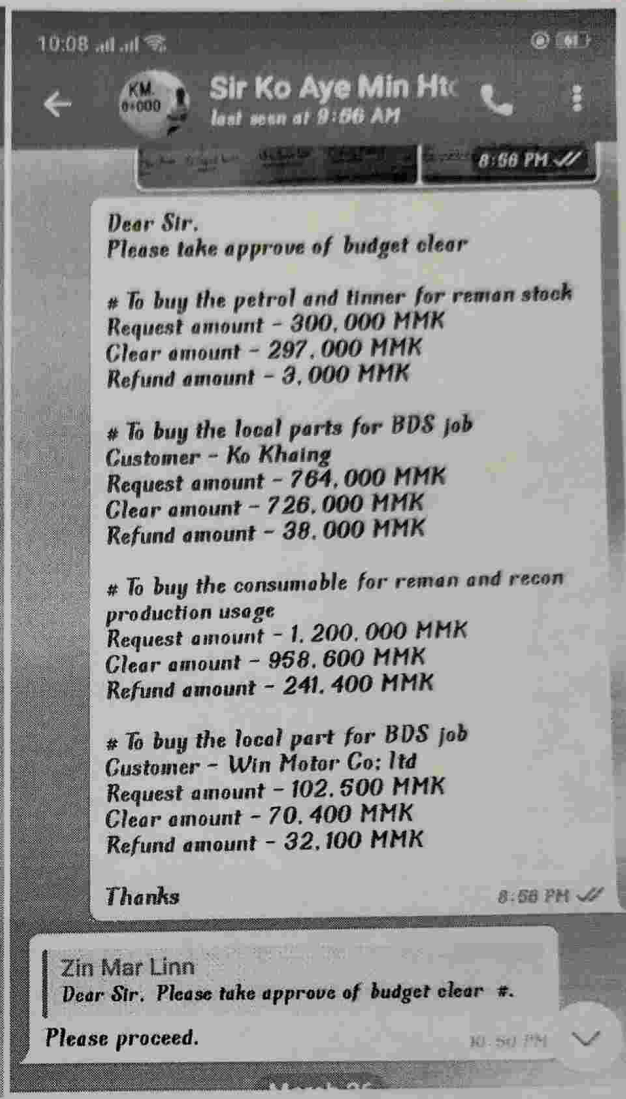 10:08
61
KM.
0+000
Sir Ko Aye Min Htc
last seen at 9:56 AM
8:56 PM
Dear Sir.
Please take approve of budget clear
# To buy the petrol and tinner for reman stock
Request amount - 300,000 MMK
Clear amount - 297,000 MMK
Refund amount - 3,000 MMK
# To buy the local parts for BDS job
Customer - Ko Khaing
Request amount - 764,000 MMK
Clear amount - 726,000 MMK
Refund amount - 38,000 MMK
# To buy the consumable for reman and recon
production usage
Request amount - 1,200,000 MMK
Clear amount - 958,600 MMK
Refund amount - 241,400 MMK
# To buy the local part for BDS job
Customer - Win Motor Co; ltd
Request amount - 102,500 MMK
Clear amount - 70,400 MMK
Refund amount - 32,100 MMK
Thanks
8:58 PM
Zin Mar Linn
Dear Sir. Please take approve of budget clear #.
Please proceed.
10:50 PM
March